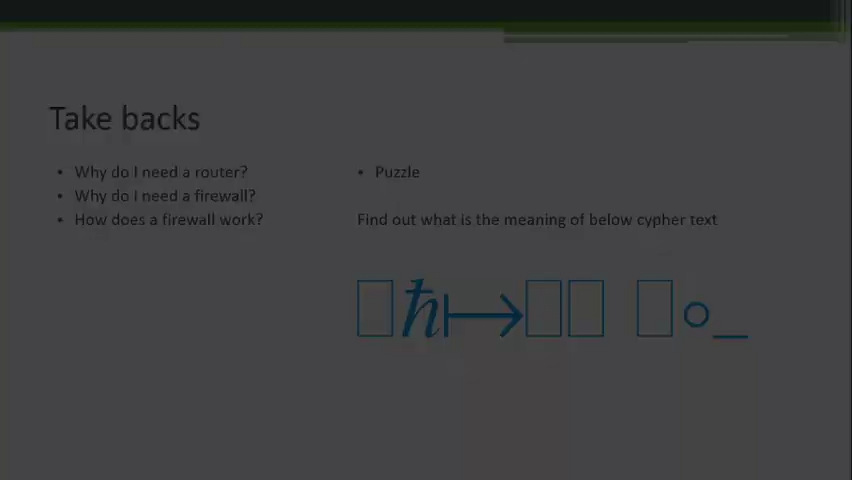 Take backs
• Why do I need a router?
• Why do I need a firewall?
• How does a firewall work?
• Puzzle
Find out what is the meaning of below cypher text
□ℏ↦□□ □∘_